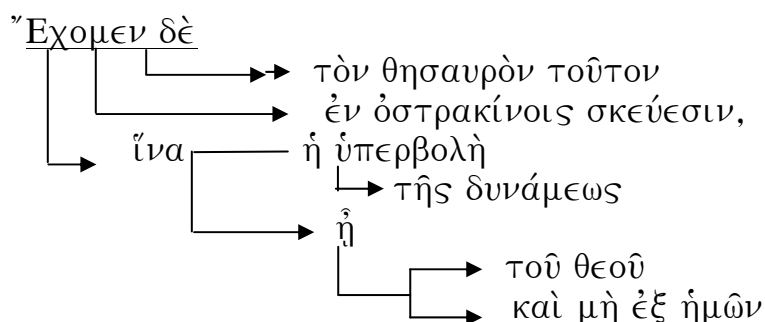 Ἔχομεν δὲ
τὸν θησαυρὸν τοῦτον
ἐν ὀστρακίνοις σκεύεσιν,
ἵνα ἡ ὑπερβολὴ
τῆς δυνάμεως
ᾖ
τοῦ θεοῦ
καὶ μὴ ἐξ ἡμῶν